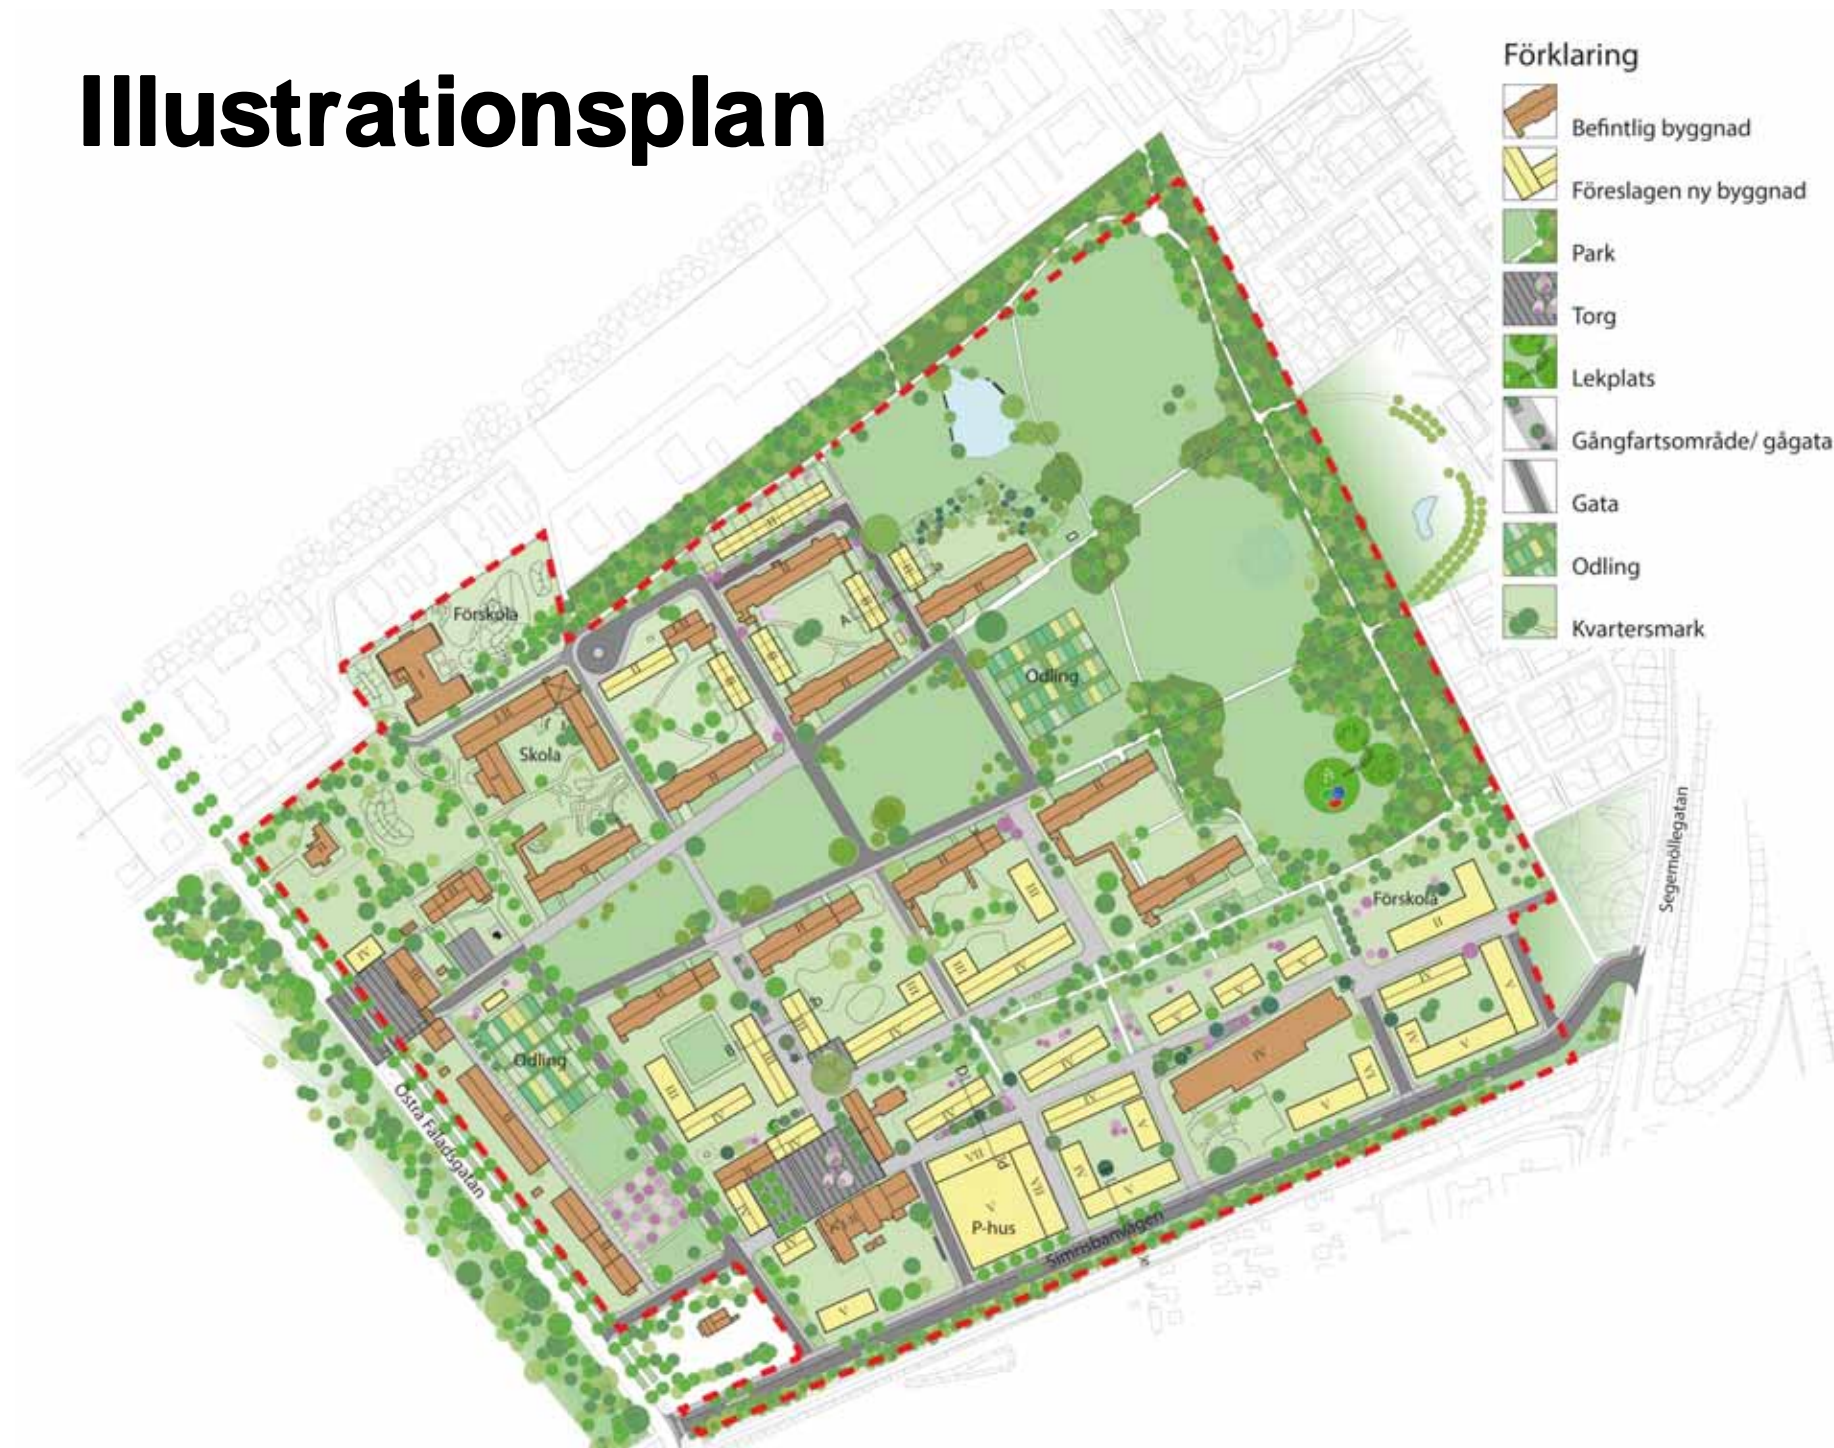 Illustrationsplan
Förklaring
Befintlig byggnad
Föreslagen ny byggnad
Park
Torg
Lekplats
Gångfartsområde/ gågata
Gata
Odling
Kvartersmark
Förskola
Skola
Odling
Förskola
Odling
Östra Fäladsgatan
Segemöllegatan
P-hus
Simrisbanvägen